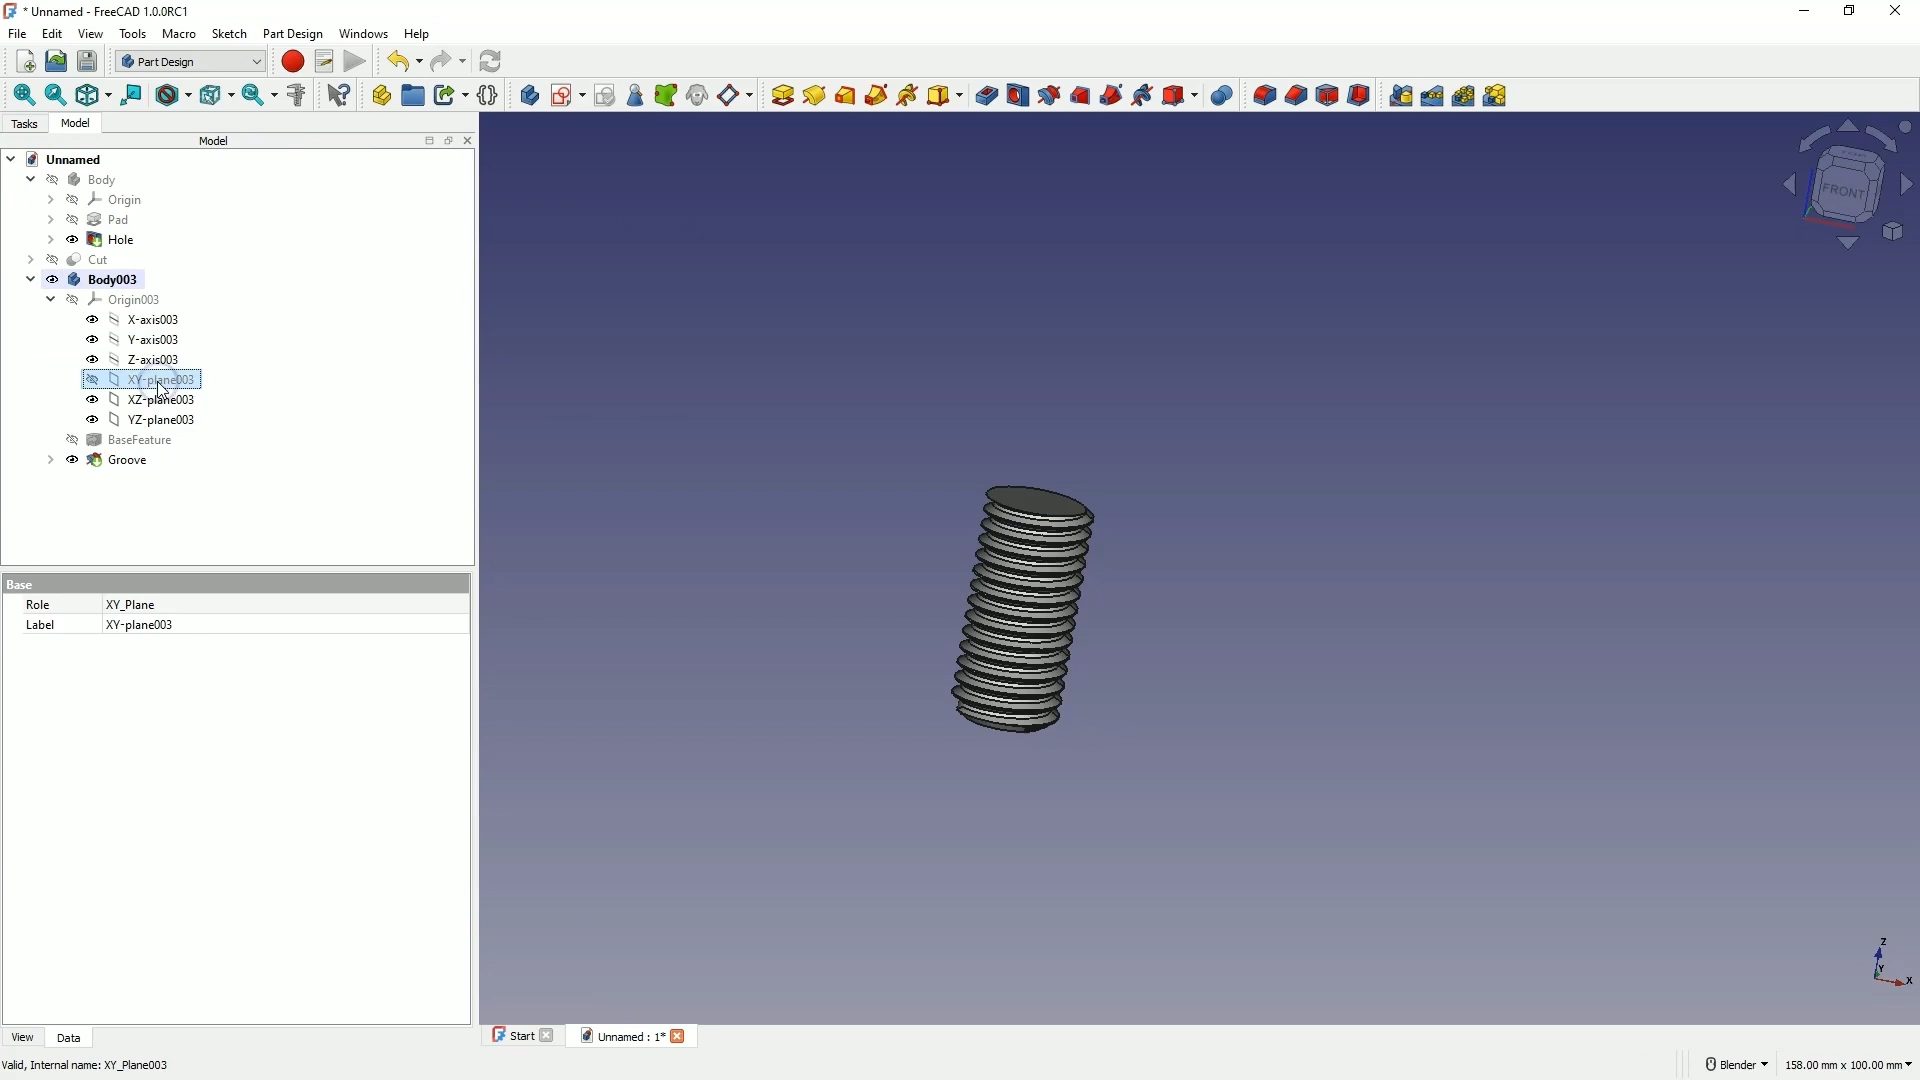 * Unnamed - FreeCAD 1.0.0RC1
File Edit View Tools Macro Sketch Part Design Windows Help
Part Design
Tasks Model
Model
Unnamed
Body
Origin
Pad
Hole
Cut
Body003
Origin003
X-axis003
Y-axis003
Z-axis003
XY-plane003
XZ-plane003
YZ-plane003
BaseFeature
Groove
FRONT
Base
Role XY_Plane
Label XY-plane003
Z
Y
X
View Data
Start Unnamed : 1*
Valid, Internal name: XY_Plane003
Blender 158.00 mm x 100.00 mm